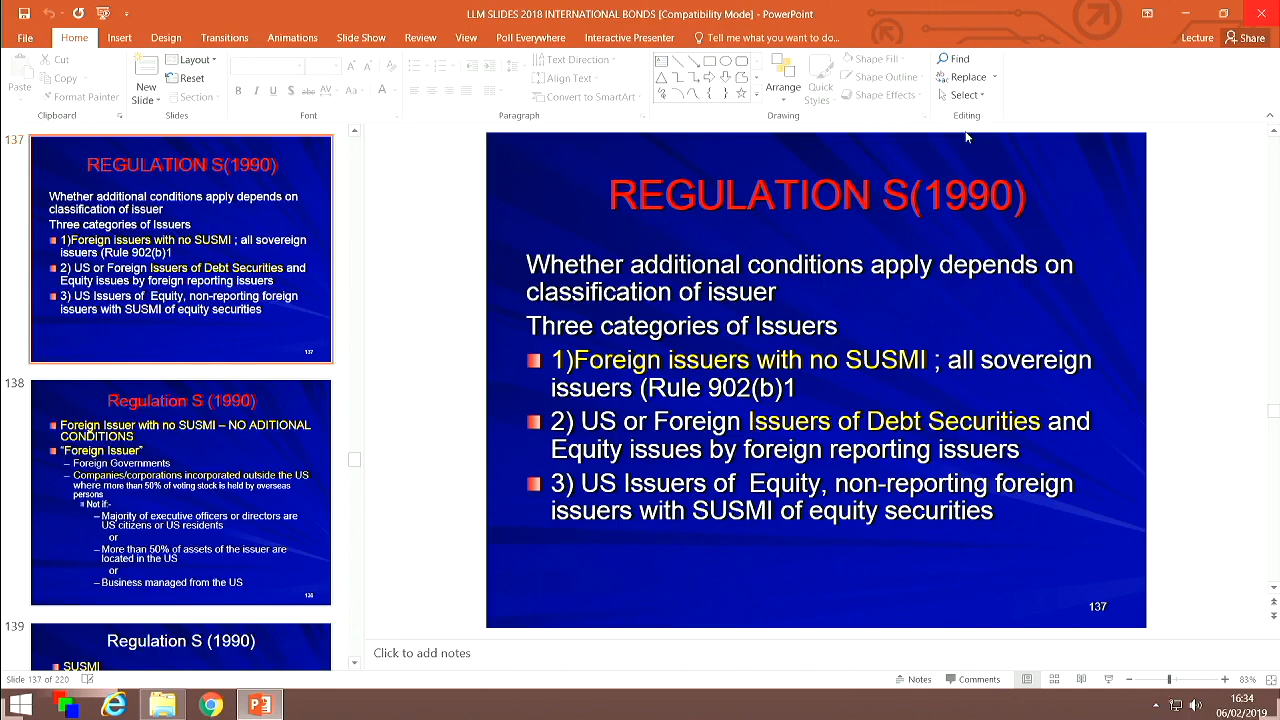 LLM SLIDES 2018 INTERNATIONAL BONDS [Compatibility Mode] - PowerPoint
File Home Insert Design Transitions Animations Slide Show Review View Poll Everywhere Interactive Presenter Tell me what you want to do... Lecture Share
Paste
Cut
Copy
Format Painter
Clipboard
New Slide
Layout
Reset
Section
Slides
Font
Text Direction
Align Text
Convert to SmartArt
Paragraph
Arrange
Quick Styles
Shape Fill
Shape Outline
Shape Effects
Drawing
Find
Replace
Select
Editing
137
REGULATION S(1990)
Whether additional conditions apply depends on
classification of issuer
Three categories of Issuers
1)Foreign issuers with no SUSMI ; all sovereign
issuers (Rule 902(b)1
2) US or Foreign Issuers of Debt Securities and
Equity issues by foreign reporting issuers
3) US Issuers of Equity, non-reporting foreign
issuers with SUSMI of equity securities
137
138
Regulation S (1990)
Foreign Issuer with no SUSMI – NO ADITIONAL
CONDITIONS
"Foreign Issuer"
– Foreign Governments
– Companies/corporations incorporated outside the US
where more than 50% of voting stock is held by overseas
persons
Not if:-
– Majority of executive officers or directors are
US citizens or US residents
or
– More than 50% of assets of the issuer are
located in the US
or
– Business managed from the US
138
139
Regulation S (1990)
SUSMI
REGULATION S(1990)
Whether additional conditions apply depends on
classification of issuer
Three categories of Issuers
1)Foreign issuers with no SUSMI ; all sovereign
issuers (Rule 902(b)1
2) US or Foreign Issuers of Debt Securities and
Equity issues by foreign reporting issuers
3) US Issuers of Equity, non-reporting foreign
issuers with SUSMI of equity securities
137
Click to add notes
Slide 137 of 220 Notes Comments 83%
16:34
06/02/2019